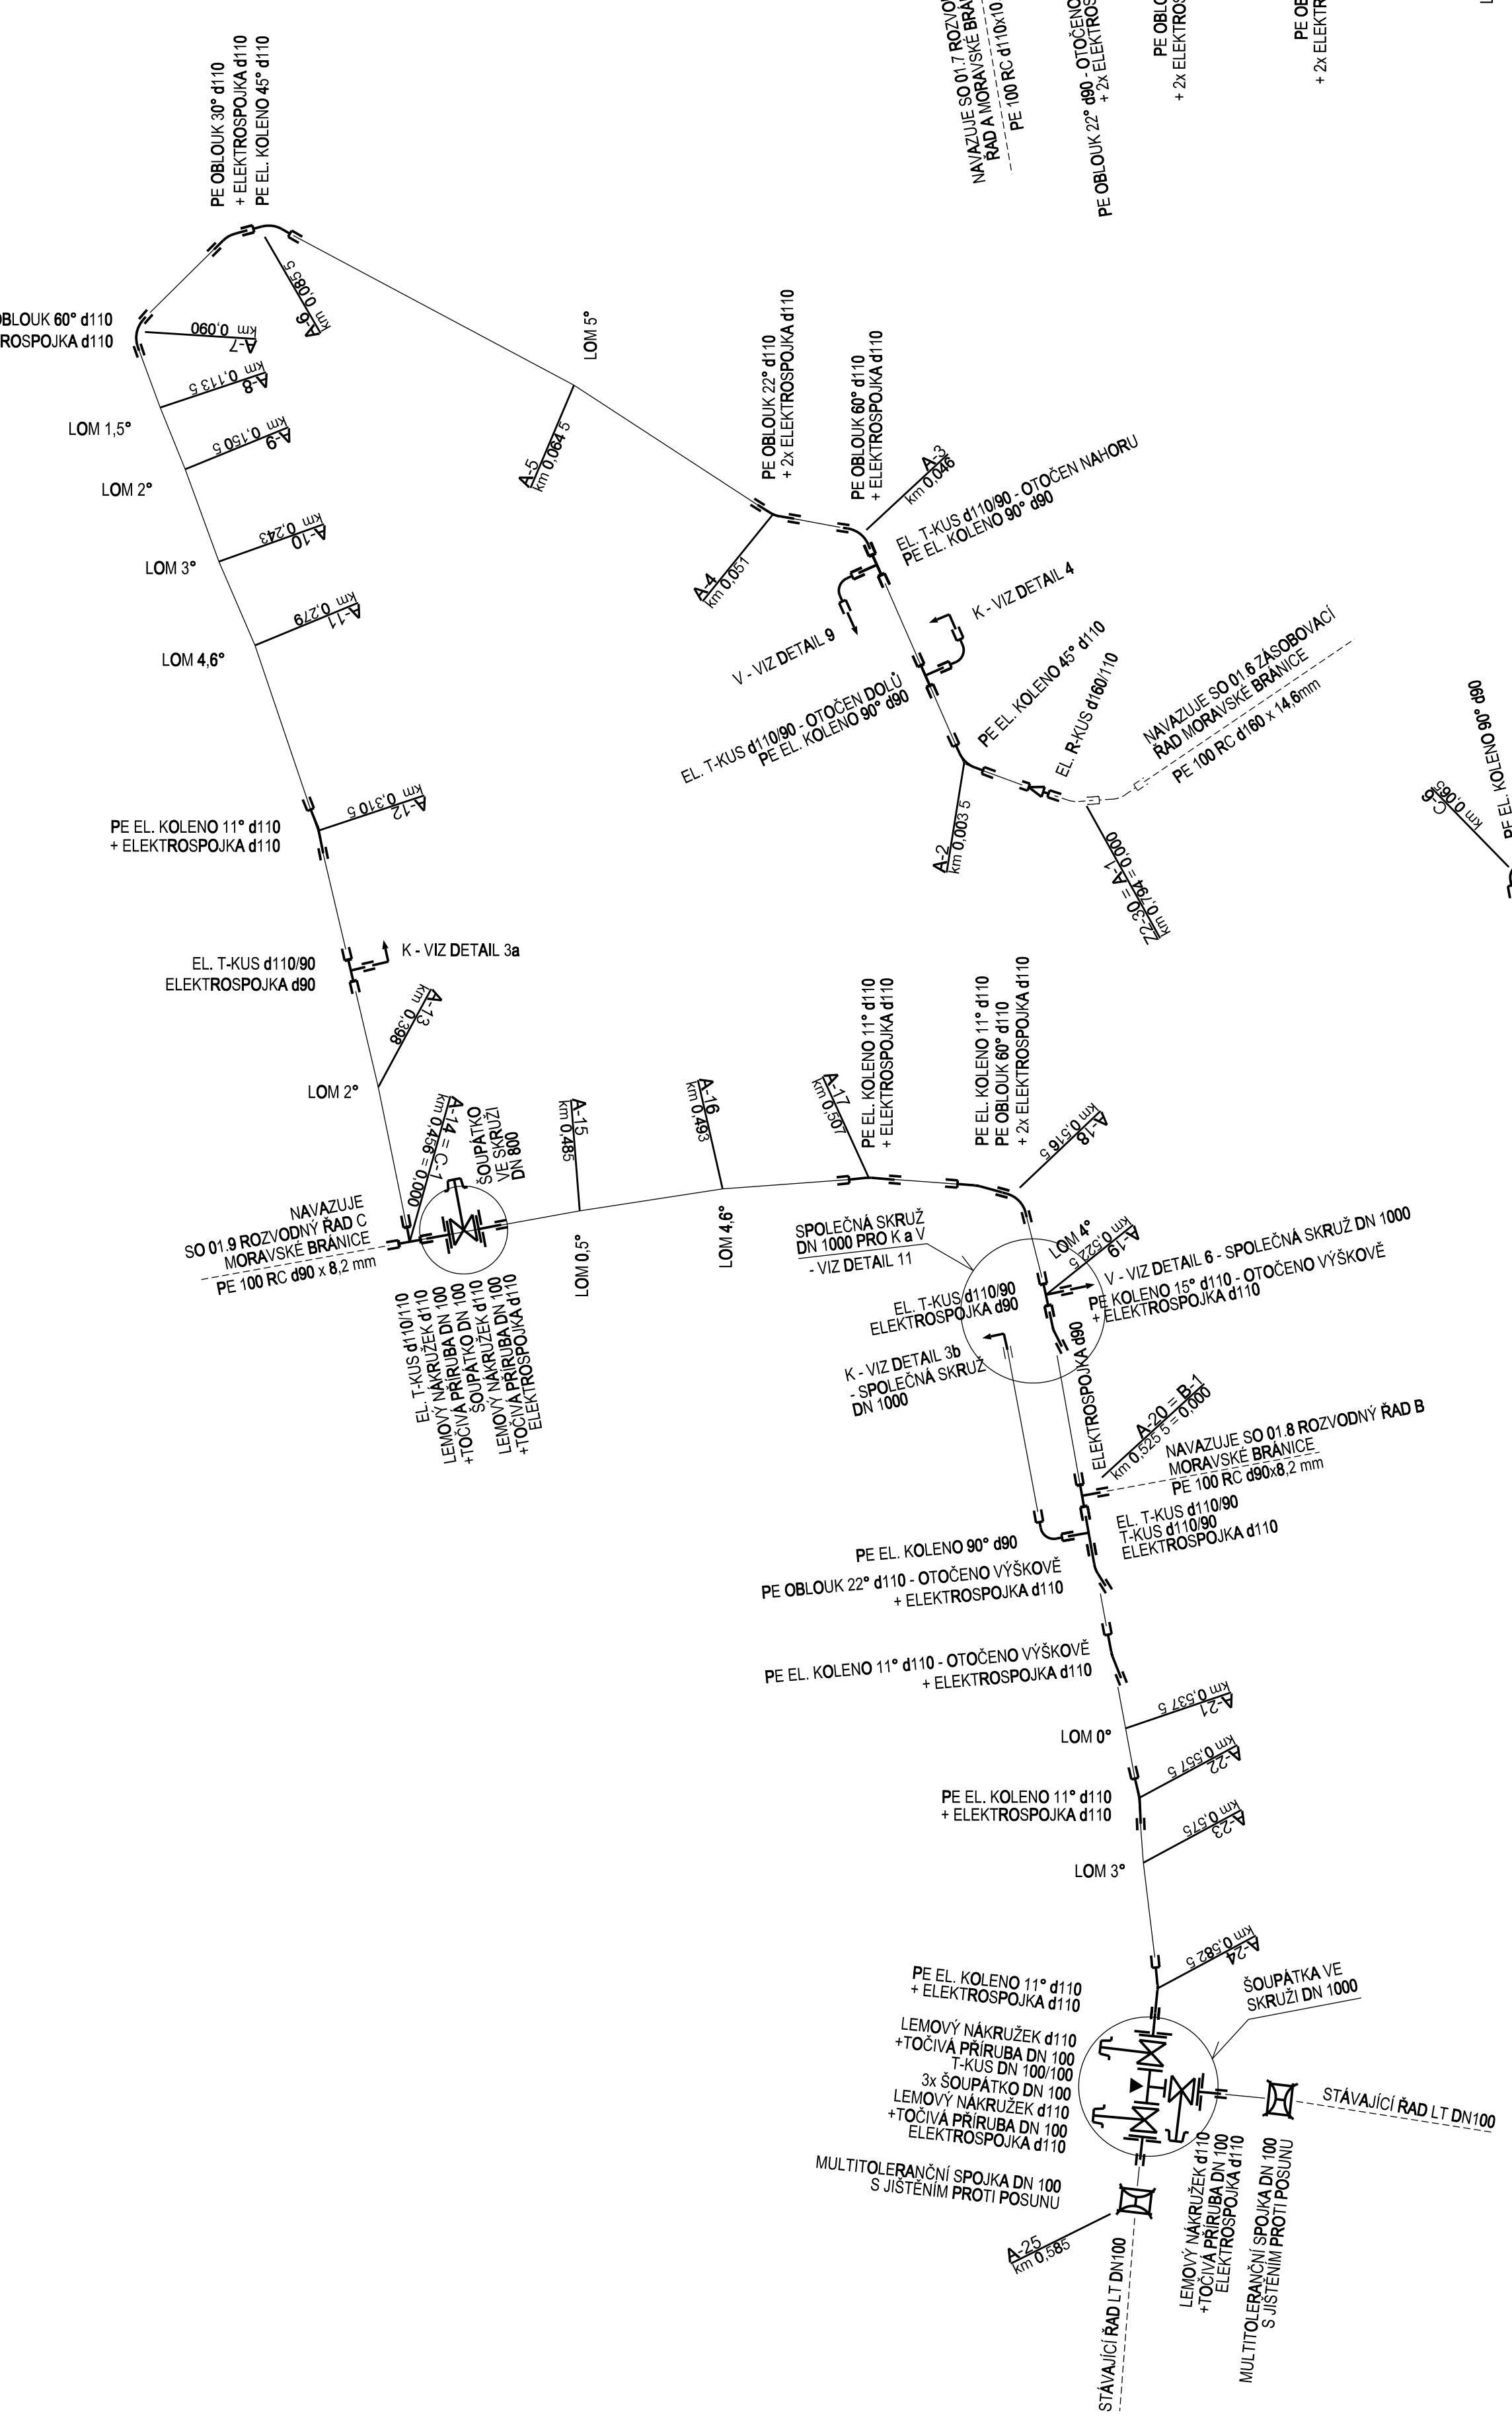 NAVAZUJE SO 01.7 ROZVO
ŘAD A MORAVSKÉ BRÁN
PE 100 RC d110x10
PE OBLOUK 22° d90 - OTOČENO
+ 2x ELEKTROS
PE OBLO
+ 2x ELEKTROS
PE OB
+ 2x ELEKTR
PE OBLOUK 30° d110
+ ELEKTROSPOJKA d110
PE EL. KOLENO 45° d110
A-6
km 0,085 5
BLOUK 60° d110
ROSPOJKA d110
A-7
km 0,090
A-8
km 0,113 5
LOM 1,5°
A-9
km 0,150 5
LOM 2°
A-10
km 0,243
LOM 3°
A-11
km 0,279
LOM 4,6°
LOM 5°
A-5
km 0,064 5
PE OBLOUK 22° d110
+ 2x ELEKTROSPOJKA d110
A-4
km 0,051
PE OBLOUK 60° d110
+ ELEKTROSPOJKA d110
A-3
km 0,046
EL. T-KUS d110/90 - OTOČEN NAHORU
PE EL. KOLENO 90° d90
V - VIZ DETAIL 9
K - VIZ DETAIL 4
EL. T-KUS d110/90 - OTOČEN DOLŮ
PE EL. KOLENO 90° d90
PE EL. KOLENO 45° d110
EL. R-KUS d160/110
NAVAZUJE SO 01.6 ZÁSOBOVACÍ
ŘAD MORAVSKÉ BRÁNICE
PE 100 RC d160 x 14,6mm
A-2
km 0,003 5
Z2-30 = A-1
km 0,794 = 0,000
PE EL. KOLENO 90° d90
PE EL. KOLENO 11° d110
+ ELEKTROSPOJKA d110
A-12
km 0,310 5
EL. T-KUS d110/90
ELEKTROSPOJKA d90
K - VIZ DETAIL 3a
A-13
km 0,398
LOM 2°
A-14 = C-1
km 0,456 = 0,000
ŠOUPÁTKO
VE SKRUŽI
DN 800
NAVAZUJE
SO 01.9 ROZVODNÝ ŘAD C
MORAVSKÉ BRÁNICE
PE 100 RC d90 x 8,2 mm
EL. T-KUS d110/110
EL. NÁKRUŽEK d110
LEMOVÝ NÁKRUŽEK DN 100
+TOČIVÁ PŘÍRUBA DN 100
ŠOUPÁTKO DN 100
LEMOVÝ NÁKRUŽEK d110
+TOČIVÁ PŘÍRUBA DN 100
ELEKTROSPOJKA d110
A-15
km 0,485
LOM 0,5°
A-16
km 0,493
LOM 4,6°
A-17
km 0,507
PE EL. KOLENO 11° d110
+ ELEKTROSPOJKA d110
PE EL. KOLENO 11° d110
PE OBLOUK 60° d110
+ 2x ELEKTROSPOJKA d110
A-18
km 0,516 5
SPOLEČNÁ SKRUŽ
DN 1000 PRO K a V
- VIZ DETAIL 11
LOM 4°
A-19
km 0,522 5
V - VIZ DETAIL 6 - SPOLEČNÁ SKRUŽ DN 1000
PE KOLENO 15° d110 - OTOČENO VÝŠKOVĚ
+ ELEKTROSPOJKA d110
EL. T-KUS d110/90
ELEKTROSPOJKA d90
K - VIZ DETAIL 3b
- SPOLEČNÁ SKRUŽ
DN 1000
ELEKTROSPOJKA d90
A-20 = B-1
km 0,525 5 = 0,000
NAVAZUJE SO 01.8 ROZVODNÝ ŘAD B
MORAVSKÉ BRÁNICE
PE 100 RC d90x8,2 mm
EL. T-KUS d110/90
T-KUS d110/90
ELEKTROSPOJKA d110
PE EL. KOLENO 90° d90
PE OBLOUK 22° d110 - OTOČENO VÝŠKOVĚ
+ ELEKTROSPOJKA d110
PE EL. KOLENO 11° d110 - OTOČENO VÝŠKOVĚ
+ ELEKTROSPOJKA d110
A-21
km 0,537 5
LOM 0°
A-22
km 0,557 5
PE EL. KOLENO 11° d110
+ ELEKTROSPOJKA d110
A-23
km 0,575
LOM 3°
A-24
km 0,582 5
PE EL. KOLENO 11° d110
+ ELEKTROSPOJKA d110
ŠOUPÁTKA VE
SKRUŽI DN 1000
LEMOVÝ NÁKRUŽEK d110
+TOČIVÁ PŘÍRUBA DN 100
T-KUS DN 100/100
3x ŠOUPÁTKO DN 100
LEMOVÝ NÁKRUŽEK d110
+TOČIVÁ PŘÍRUBA DN 100
ELEKTROSPOJKA d110
MULTITOLERANČNÍ SPOJKA DN 100
S JIŠTĚNÍM PROTI POSUNU
A-25
km 0,585
STÁVAJÍCÍ ŘAD LT DN100
STÁVAJÍCÍ ŘAD LT DN100
LEMOVÝ NÁKRUŽEK d110
+TOČIVÁ PŘÍRUBA DN 100
ELEKTROSPOJKA d110
MULTITOLERANČNÍ SPOJKA DN 100
S JIŠTĚNÍM PROTI POSUNU